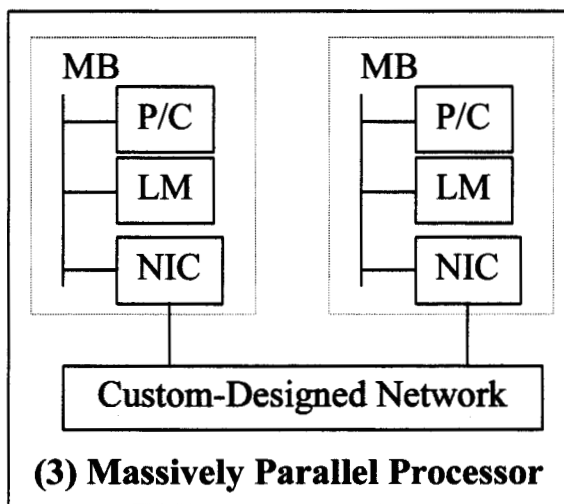 MB
P/C
LM
NIC
MB
P/C
LM
NIC
Custom-Designed Network
(3) Massively Parallel Processor